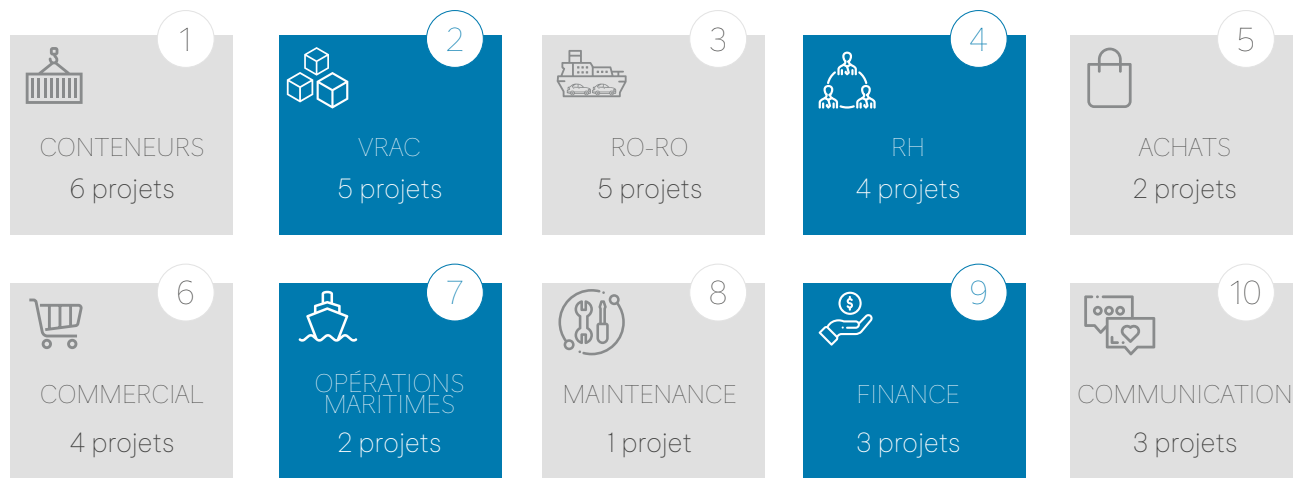 1
CONTENEURS
6 projets
2
VRAC
5 projets
3
RO-RO
5 projets
4
RH
4 projets
5
ACHATS
2 projets
6
COMMERCIAL
4 projets
7
OPÉRATIONS
MARITIMES
2 projets
8
MAINTENANCE
1 projet
9
$
FINANCE
3 projets
10
COMMUNICATION
3 projets